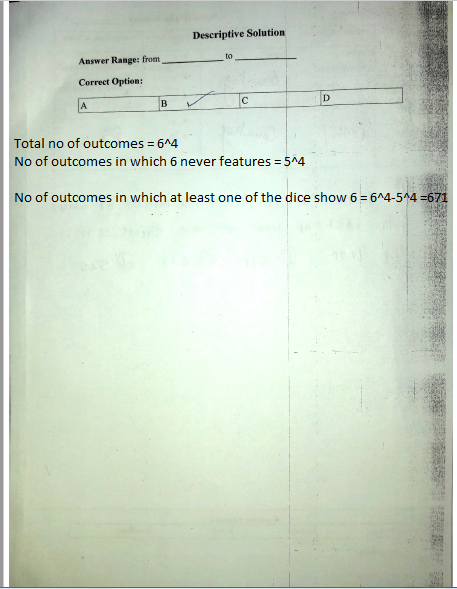 Descriptive Solution
Answer Range: from ____________ to ____________
Correct Option:
A B ✓ C D
Total no of outcomes = 6^4
No of outcomes in which 6 never features = 5^4
No of outcomes in which at least one of the dice show 6 = 6^4-5^4 =671